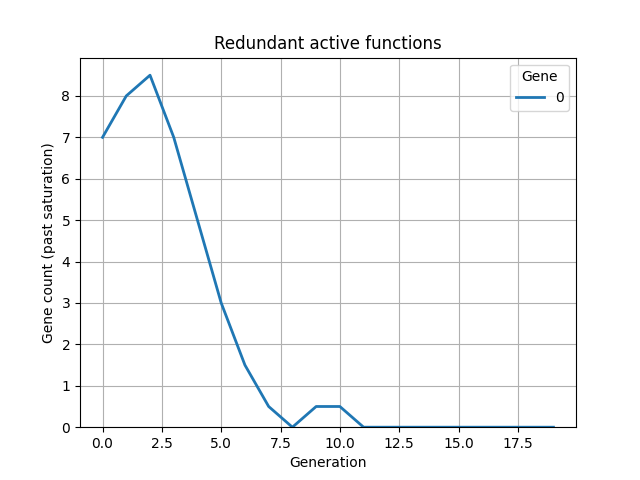 Redundant active functions
Gene
0
Gene count (past saturation)
8
7
6
5
4
3
2
1
0
0.0 2.5 5.0 7.5 10.0 12.5 15.0 17.5
Generation